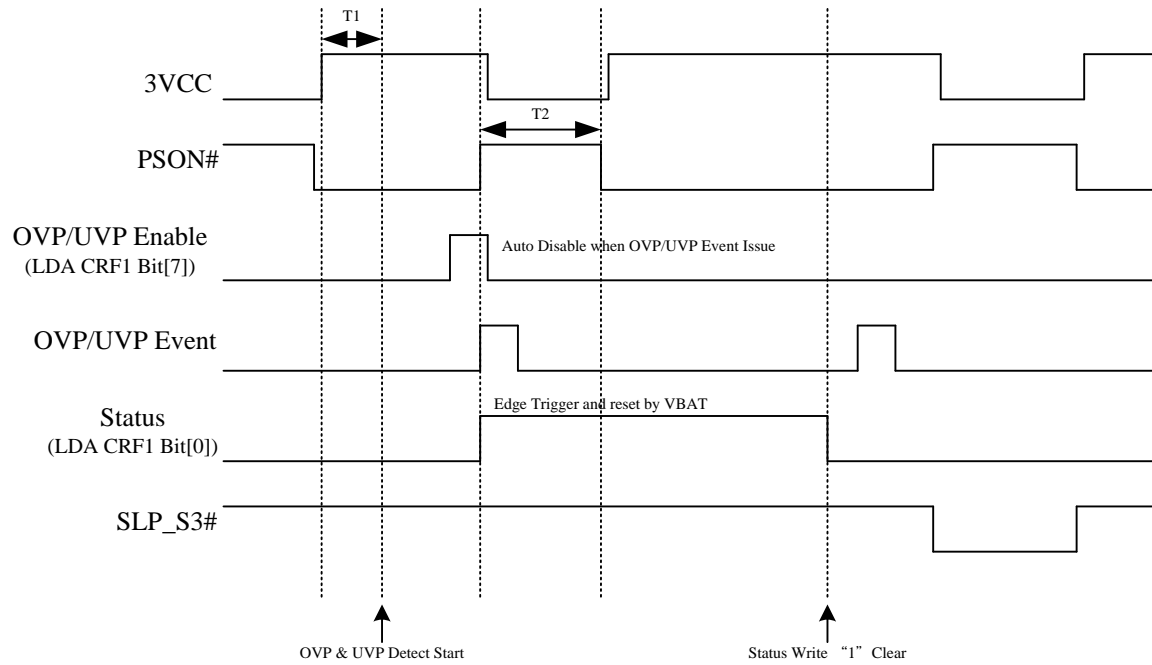 T1
3VCC
T2
PSON#
OVP/UVP Enable
(LDA CRF1 Bit[7])
Auto Disable when OVP/UVP Event Issue
OVP/UVP Event
Edge Trigger and reset by VBAT
Status
(LDA CRF1 Bit[0])
SLP_S3#
OVP & UVP Detect Start
Status Write “1” Clear